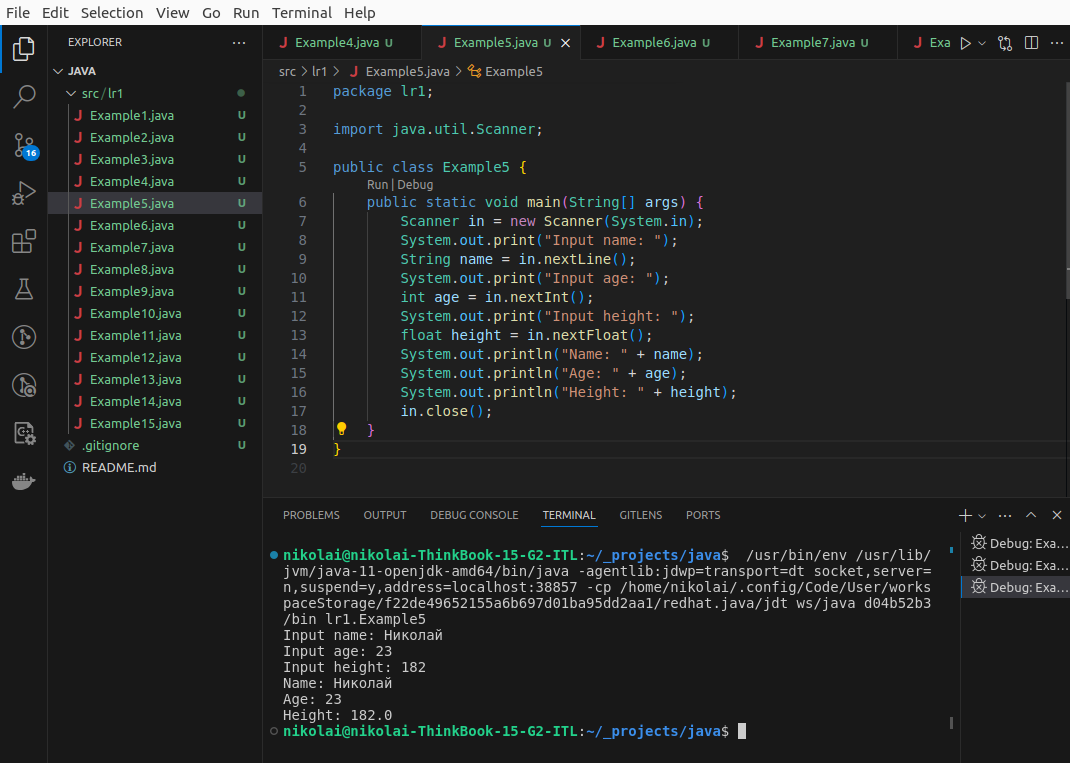 File Edit Selection View Go Run Terminal Help
EXPLORER
JAVA
src/lr1
Example1.java U
Example2.java U
Example3.java U
Example4.java U
Example5.java U
Example6.java U
Example7.java U
Example8.java U
Example9.java U
Example10.java U
Example11.java U
Example12.java U
Example13.java U
Example14.java U
Example15.java U
.gitignore U
README.md
16
Example4.java U Example5.java U Example6.java U Example7.java U Exa
src > lr1 > Example5.java > Example5
1 package lr1;
2
3 import java.util.Scanner;
4
5 public class Example5 {
Run | Debug
6 public static void main(String[] args) {
7 Scanner in = new Scanner(System.in);
8 System.out.print("Input name: ");
9 String name = in.nextLine();
10 System.out.print("Input age: ");
11 int age = in.nextInt();
12 System.out.print("Input height: ");
13 float height = in.nextFloat();
14 System.out.println("Name: " + name);
15 System.out.println("Age: " + age);
16 System.out.println("Height: " + height);
17 in.close();
18 }
19 }
20
PROBLEMS OUTPUT DEBUG CONSOLE TERMINAL GITLENS PORTS
nikolai@nikolai-ThinkBook-15-G2-ITL:~/_projects/java$ /usr/bin/env /usr/lib/
jvm/java-11-openjdk-amd64/bin/java -agentlib:jdwp=transport=dt socket,server=
n,suspend=y,address=localhost:38857 -cp /home/nikolai/.config/Code/User/works
paceStorage/f22de49652155a6b697d01ba95dd2aa1/redhat.java/jdt ws/java d04b52b3
/bin lr1.Example5
Input name: Николай
Input age: 23
Input height: 182
Name: Николай
Age: 23
Height: 182.0
nikolai@nikolai-ThinkBook-15-G2-ITL:~/_projects/java$
Debug: Exa...
Debug: Exa...
Debug: Exa...